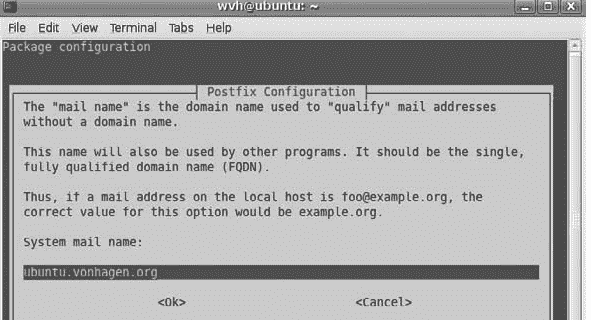 wvh@ubuntu: ~
File Edit View Terminal Tabs Help
Package configuration
Postfix Configuration
The "mail name" is the domain name used to "qualify" mail addresses
without a domain name.
This name will also be used by other programs. It should be the single,
fully qualified domain name (FQDN).
Thus, if a mail address on the local host is foo@example.org, the
correct value for this option would be example.org.
System mail name:
ubuntu.vonhagen.org
<Ok> <Cancel>